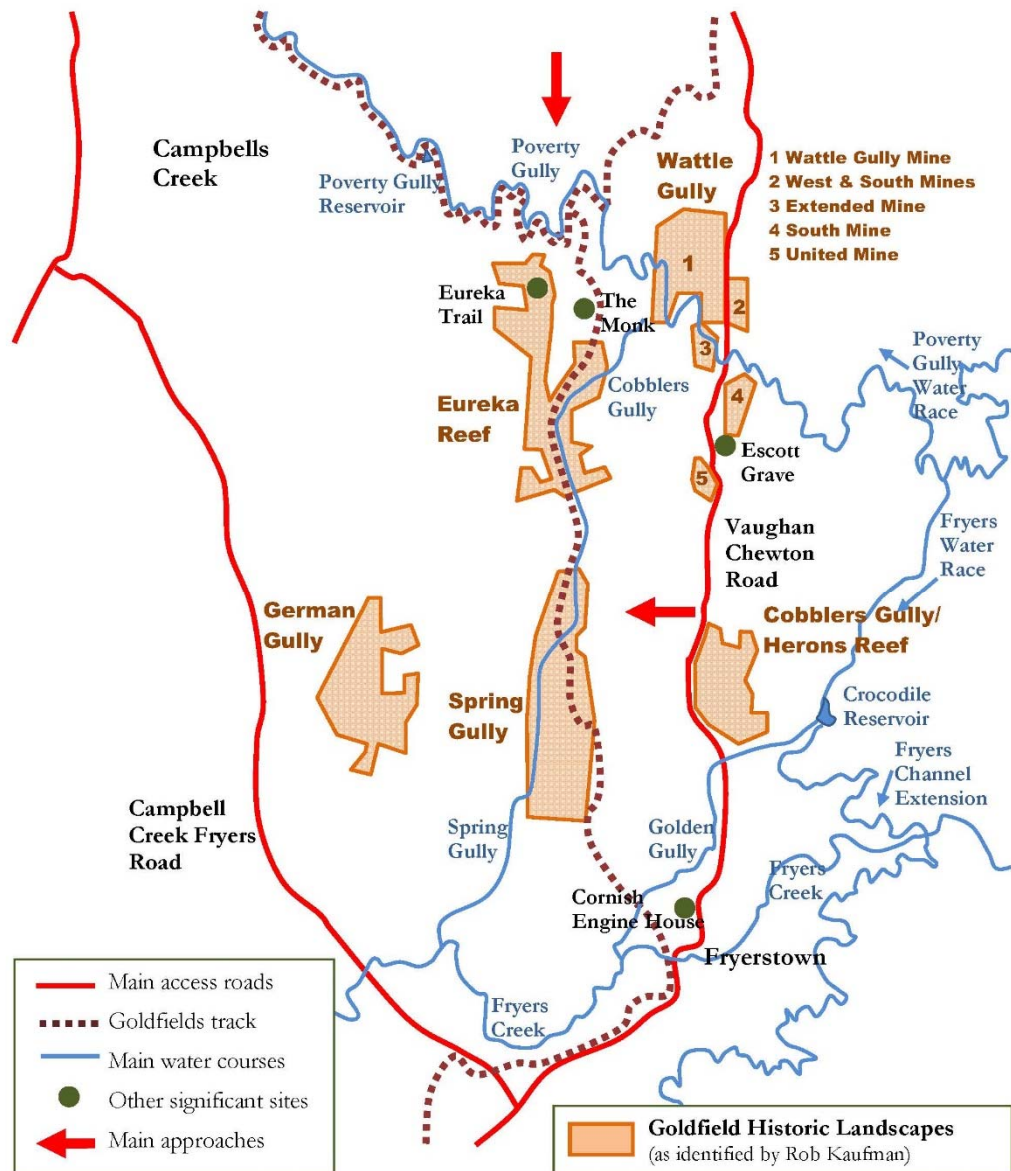 Campbells
Creek
Poverty Gully
Reservoir
Poverty
Gully
Wattle
Gully
1 Wattle Gully Mine
2 West & South Mines
3 Extended Mine
4 South Mine
5 United Mine
1
2
3
4
5
Eureka
Trail
The
Monk
Cobblers
Gully
Eureka
Reef
Poverty
Gully
Water
Race
Escott
Grave
Vaughan
Chewton
Road
Fryers
Water
Race
German
Gully
Spring
Gully
Cobblers Gully/
Herons Reef
Crocodile
Reservoir
Fryers
Channel
Extension
Campbell
Creek Fryers
Road
Spring
Gully
Golden
Gully
Fryers
Creek
Cornish
Engine House
Fryerstown
Fryers
Creek
Main access roads
Goldfields track
Main water courses
Other significant sites
Main approaches
Goldfield Historic Landscapes
(as identified by Rob Kaufman)